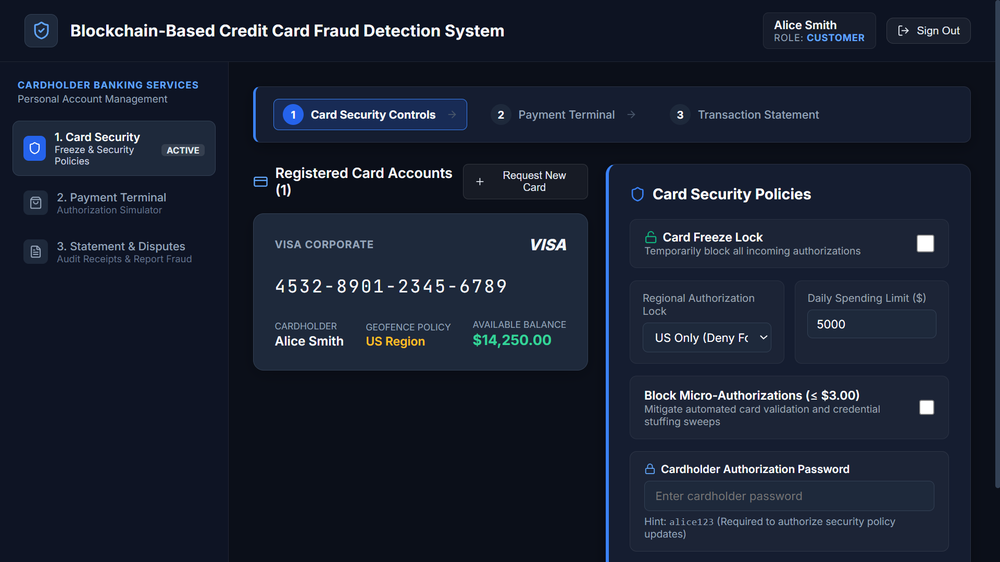 Blockchain-Based Credit Card Fraud Detection System
Alice Smith
ROLE: CUSTOMER
Sign Out
CARDHOLDER BANKING SERVICES
Personal Account Management
1. Card Security
Freeze & Security
Policies
ACTIVE
2. Payment Terminal
Authorization Simulator
3. Statement & Disputes
Audit Receipts & Report Fraud
1 Card Security Controls
2 Payment Terminal
3 Transaction Statement
Registered Card Accounts
(1)
Request New
Card
VISA CORPORATE
VISA
4532-8901-2345-6789
CARDHOLDER
Alice Smith
GEOFENCE POLICY
US Region
AVAILABLE BALANCE
$14,250.00
Card Security Policies
Card Freeze Lock
Temporarily block all incoming authorizations
Regional Authorization
Lock
US Only (Deny Fo
Daily Spending Limit ($)
5000
Block Micro-Authorizations (≤ $3.00)
Mitigate automated card validation and credential
stuffing sweeps
Cardholder Authorization Password
Enter cardholder password
Hint: alice123 (Required to authorize security policy
updates)